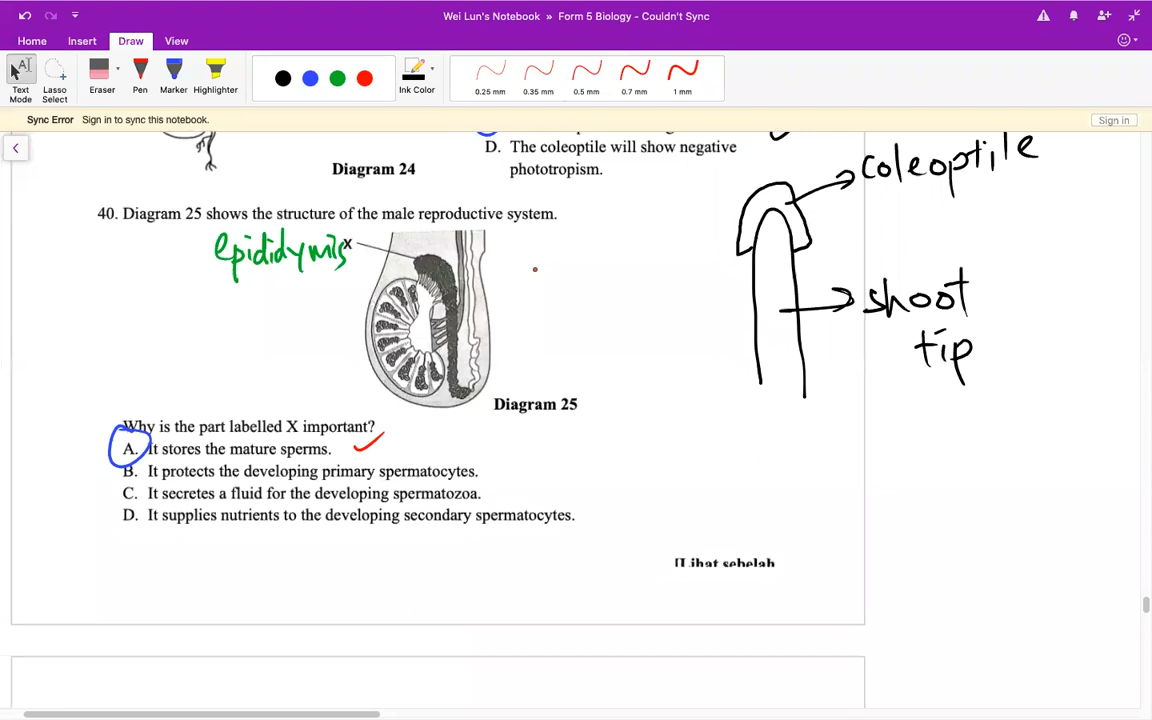 Wei Lun's Notebook » Form 5 Biology - Couldn't Sync
Home Insert Draw View
Text Mode
Lasso Select
Eraser
Pen
Marker
Highlighter
Ink Color
0.25 mm
0.35 mm
0.5 mm
0.7 mm
1 mm
Sync Error Sign in to sync this notebook.
Sign in
Diagram 24
D. The coleoptile will show negative
phototropism.
coleoptile
40. Diagram 25 shows the structure of the male reproductive system.
epididymis
X
shoot
tip
Diagram 25
Why is the part labelled X important?
A. It stores the mature sperms.
B. It protects the developing primary spermatocytes.
C. It secretes a fluid for the developing spermatozoa.
D. It supplies nutrients to the developing secondary spermatocytes.
[Lihat sebelah